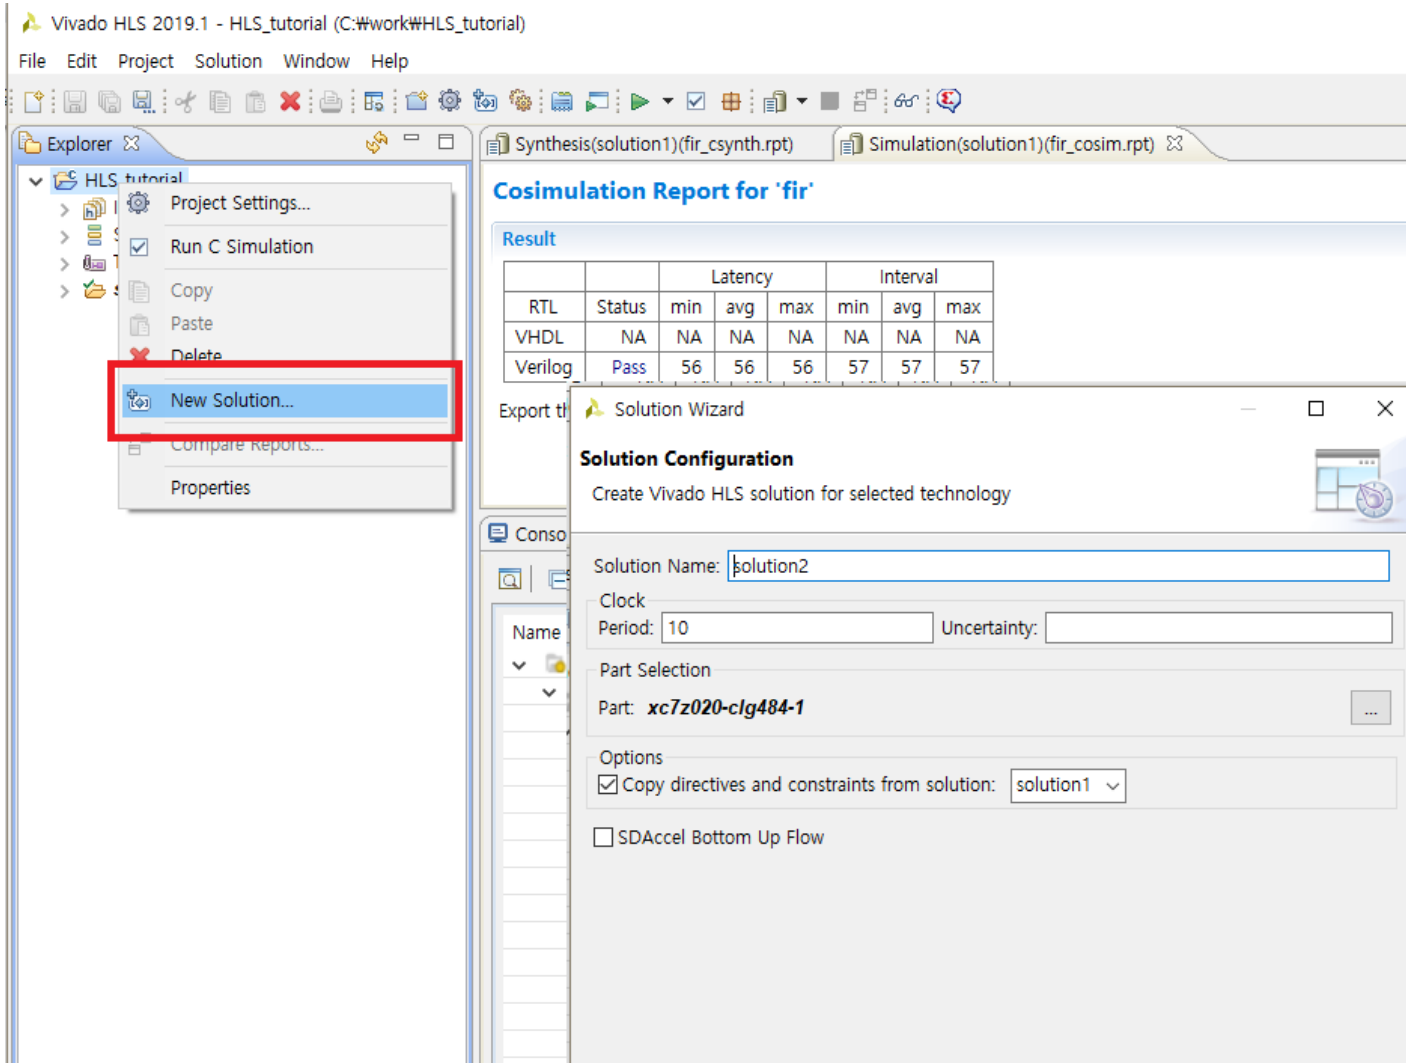 Vivado HLS 2019.1 - HLS_tutorial (C:₩work₩HLS_tutorial)
File Edit Project Solution Window Help
Explorer
Synthesis(solution1)(fir_csynth.rpt)
Simulation(solution1)(fir_cosim.rpt)
HLS_tutorial
Project Settings...
Run C Simulation
Copy
Paste
Delete
New Solution...
Compare Reports...
Properties
Cosimulation Report for 'fir'
Result
Latency Interval
RTL Status min avg max min avg max
VHDL NA NA NA NA NA NA NA
Verilog Pass 56 56 56 57 57 57
Export
Solution Wizard
Solution Configuration
Create Vivado HLS solution for selected technology
Conso
Name
Solution Name: solution2
Clock
Period: 10 Uncertainty:
Part Selection
Part: xc7z020-clg484-1 ...
Options
Copy directives and constraints from solution: solution1
SDAccel Bottom Up Flow